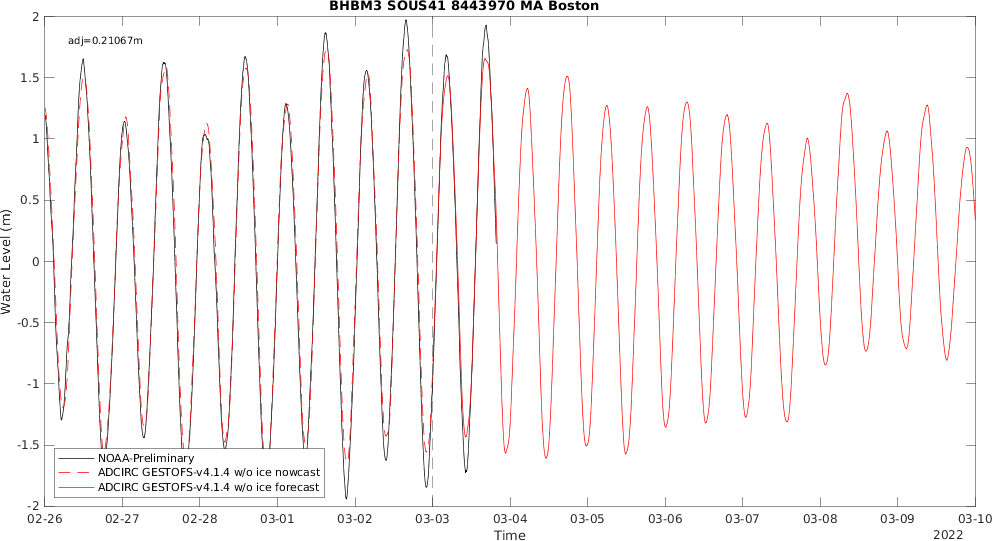 BHBM3 SOUS41 8443970 MA Boston
adj=0.21067m
2
1.5
1
0.5
0
-0.5
-1
-1.5
-2
Water Level (m)
NOAA-Preliminary
ADCIRC GESTOFS-v4.1.4 w/o ice nowcast
ADCIRC GESTOFS-v4.1.4 w/o ice forecast
02-26 02-27 02-28 03-01 03-02 03-03 03-04 03-05 03-06 03-07 03-08 03-09 03-10
Time
2022